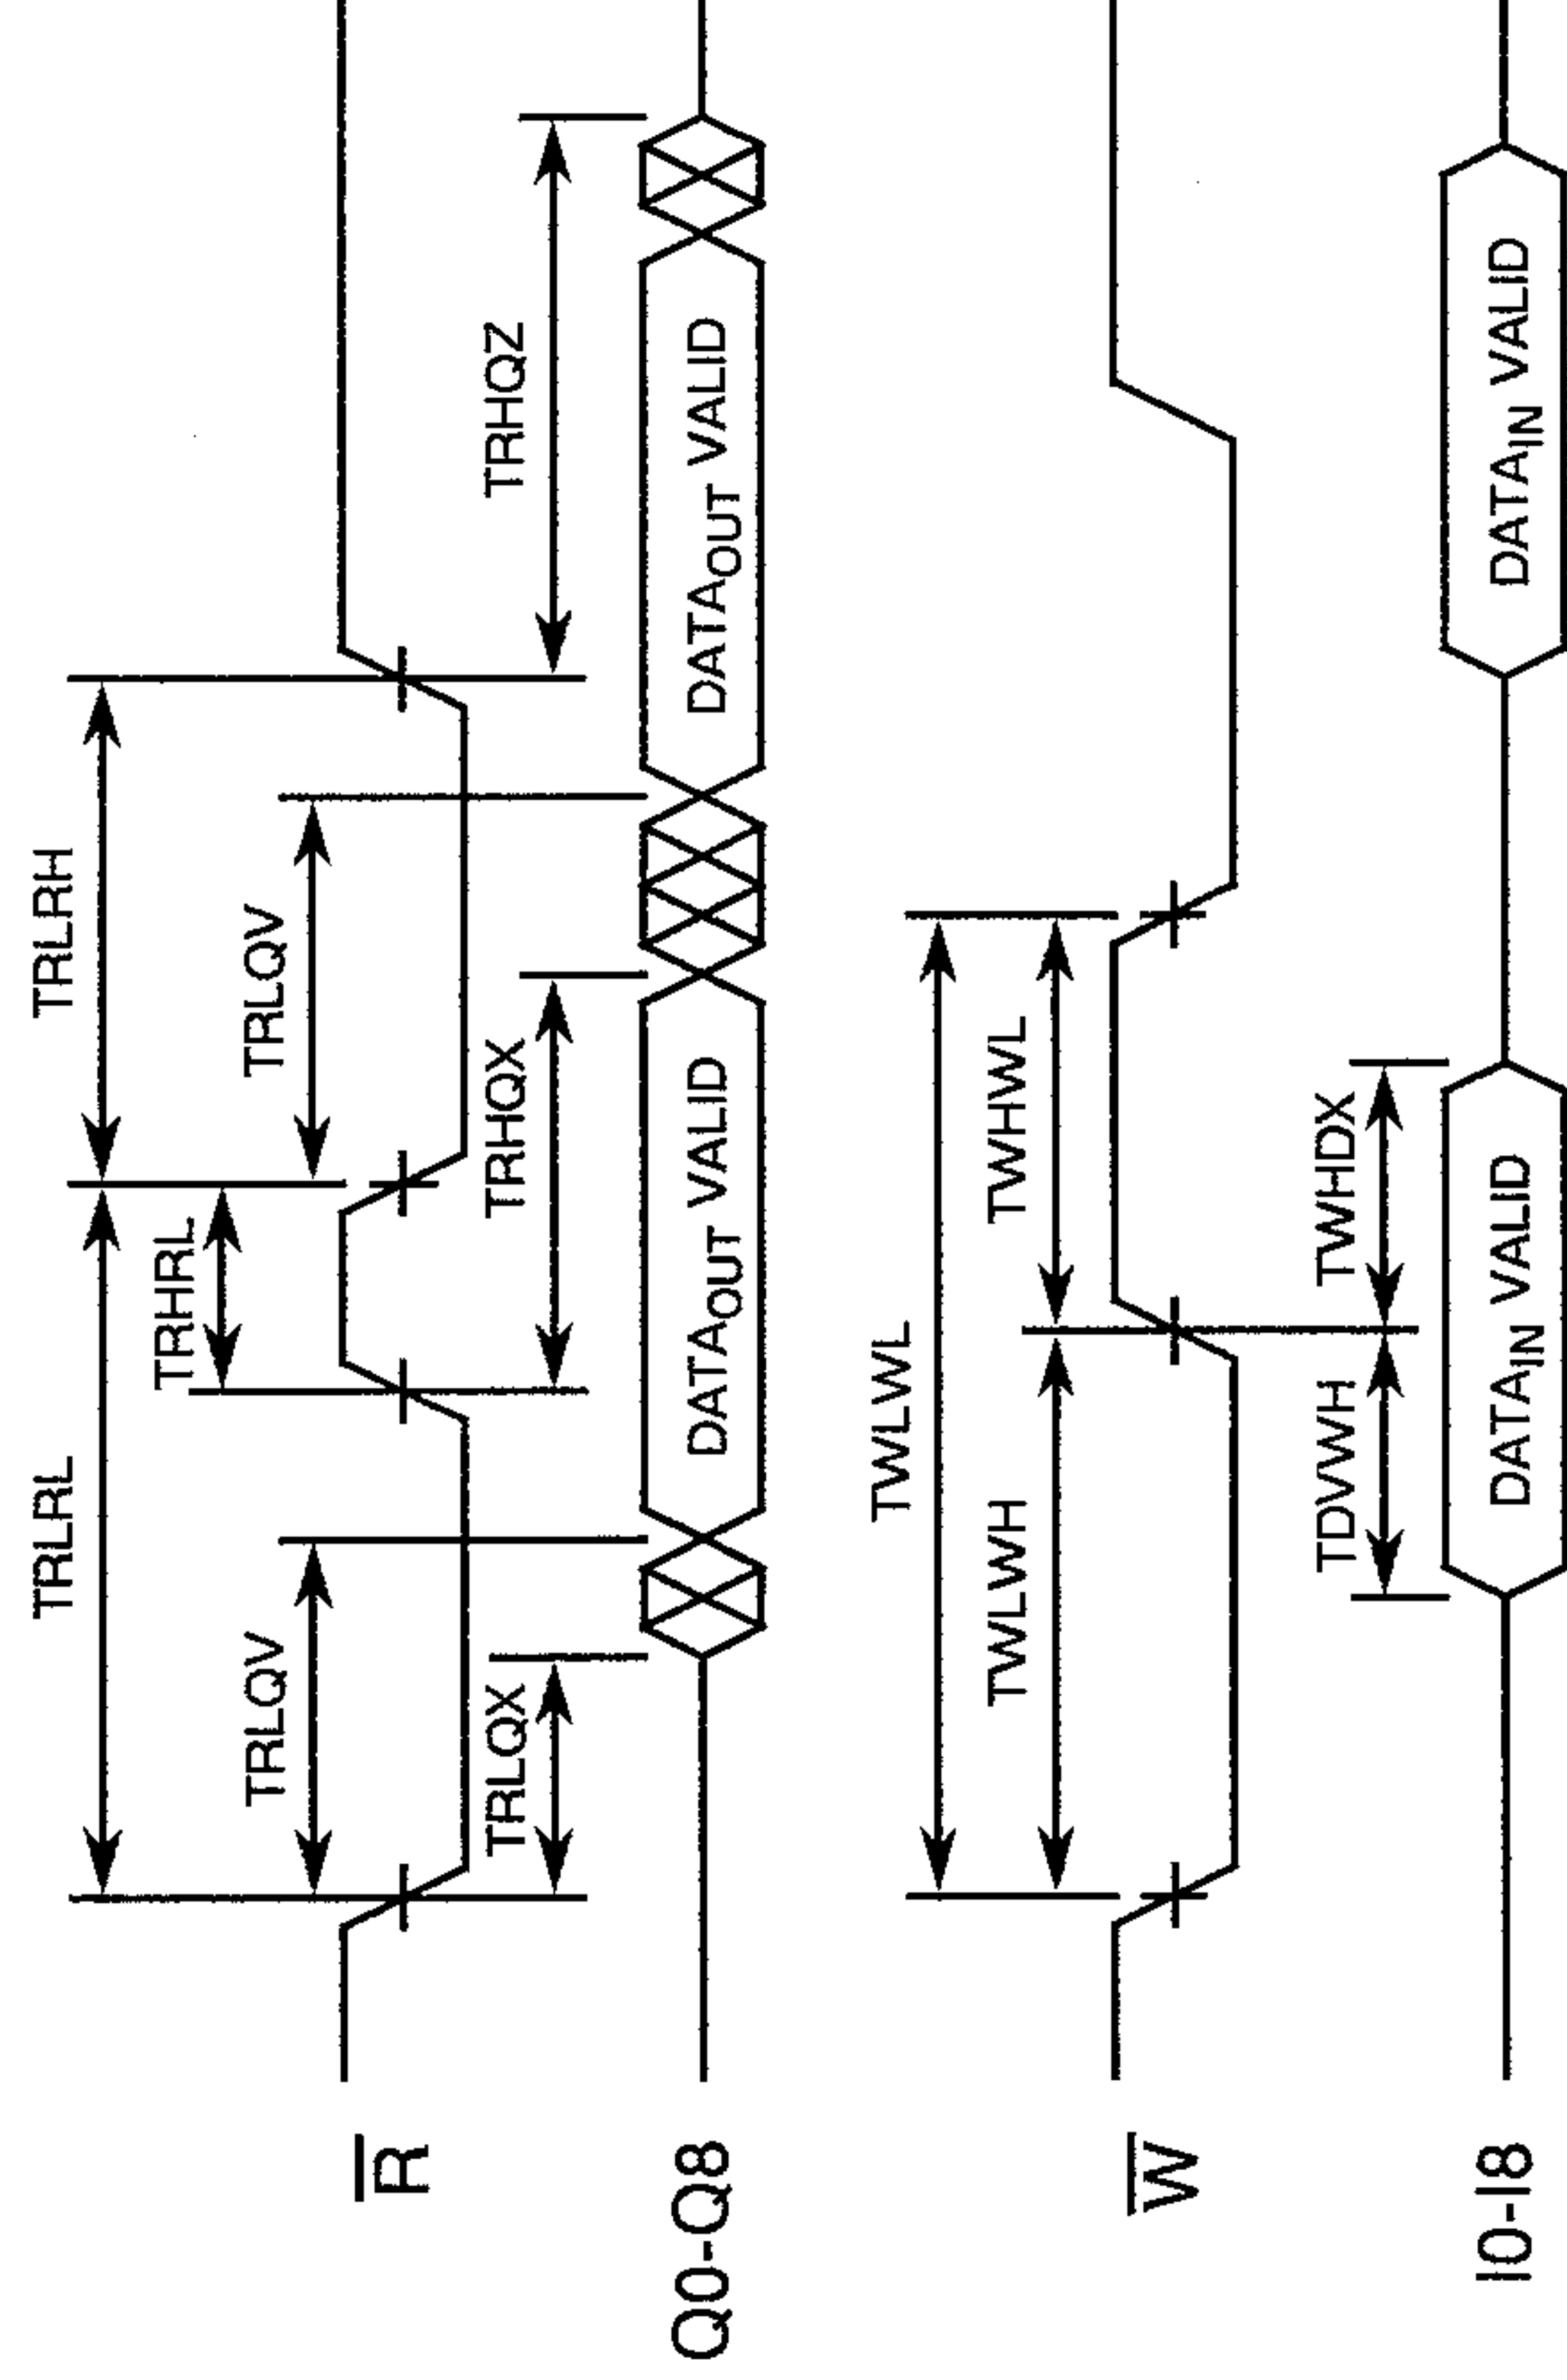 TRLRL
TRLRH
TRHRL
TRLQV
TRLQV
R̅
TRLQX
TRHQX
TRHQZ
Q0-Q8
DATAOUT VALID
DATAOUT VALID
TWLWL
TWLWH
TWHWL
W̅
TDVWH
TWHDX
I0-I8
DATAIN VALID
DATAIN VALID